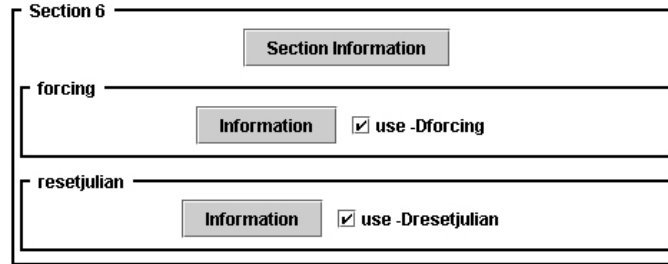 Section 6
Section Information
forcing
Information use -Dforcing
resetjulian
Information use -Dresetjulian